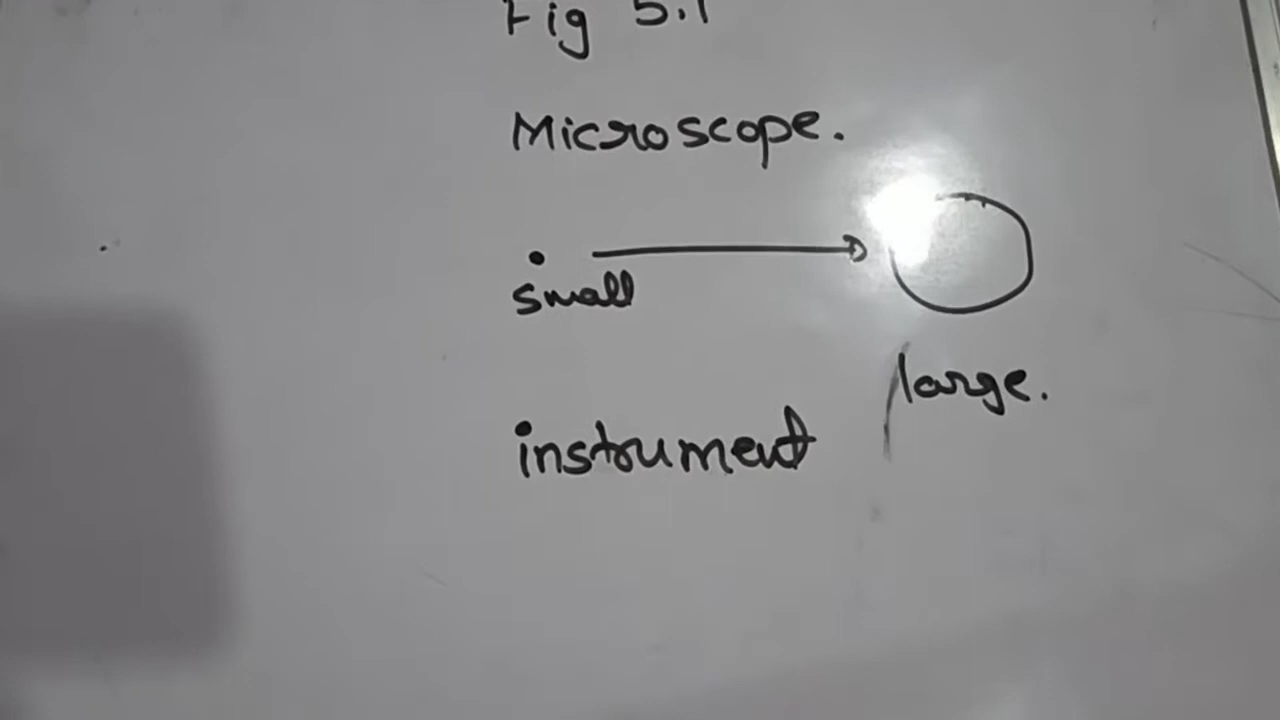 Fig 5.1
Microscope.
small
large.
instrument